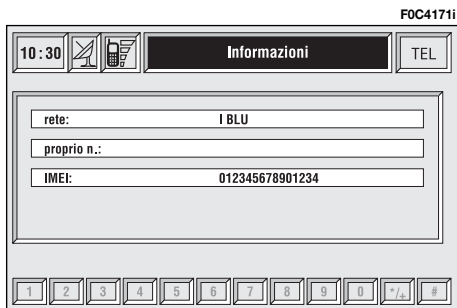 F0C4171i
10:30 Informazioni TEL
rete: I BLU
proprio n.:
IMEI: 012345678901234
1 2 3 4 5 6 7 8 9 0 */+ #